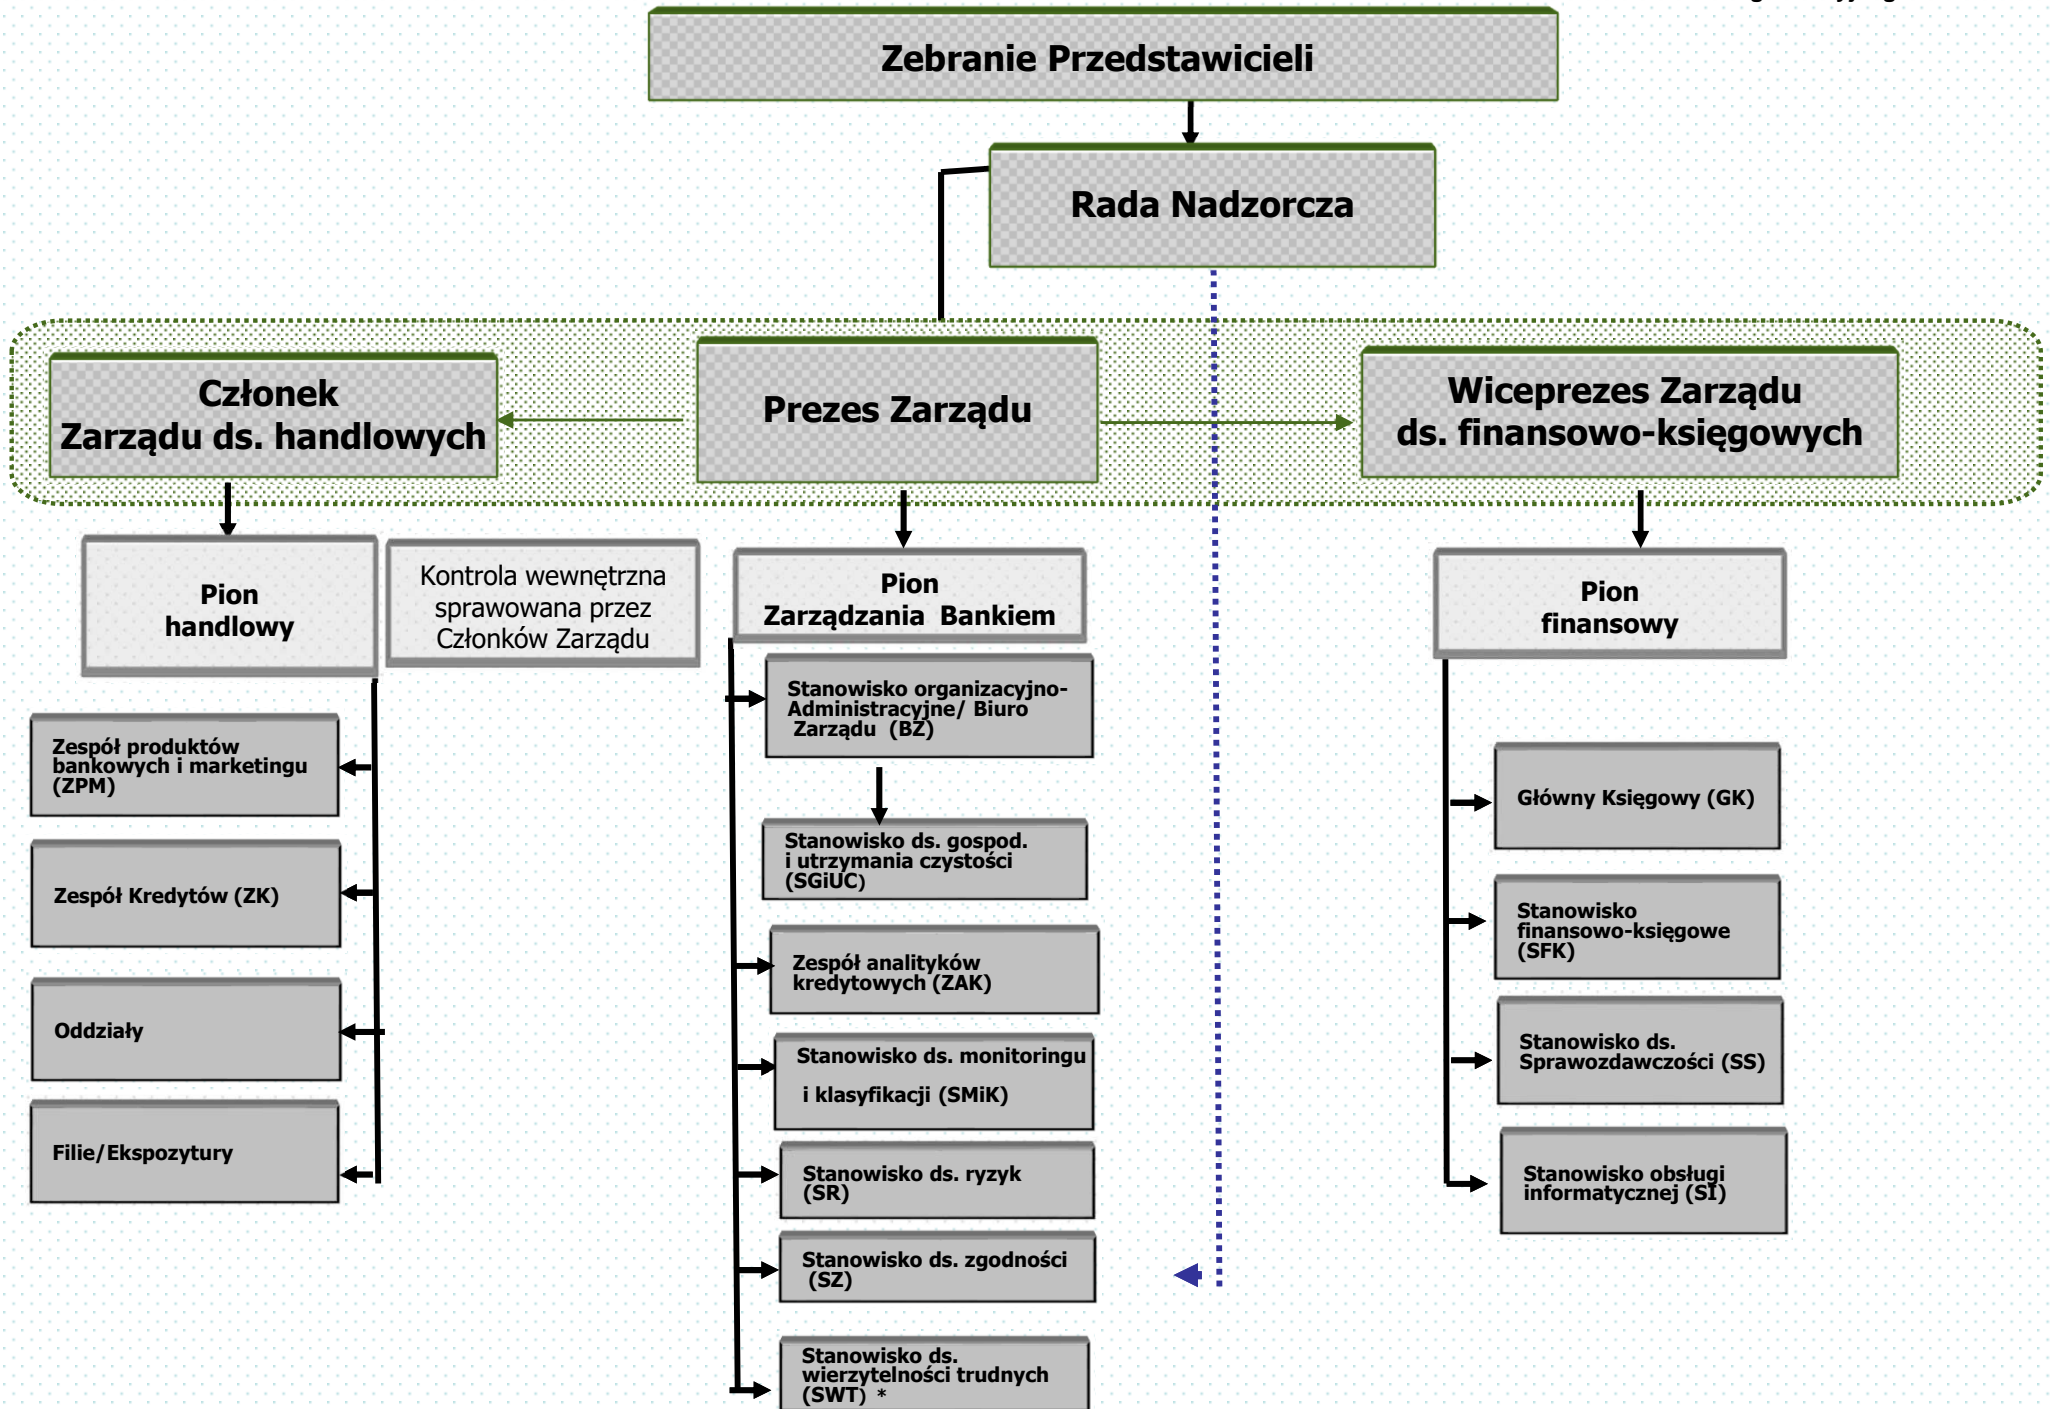 Zebranie Przedstawicieli
Rada Nadzorcza
Członek
Zarządu ds. handlowych
Prezes Zarządu
Wiceprezes Zarządu
ds. finansowo-księgowych
Pion
handlowy
Kontrola wewnętrzna
sprawowana przez
Członków Zarządu
Pion
Zarządzania Bankiem
Pion
finansowy
Zespół produktów
bankowych i marketingu
(ZPM)
Zespół Kredytów (ZK)
Oddziały
Filie/Ekspozytury
Stanowisko organizacyjno-
Administracyjne/ Biuro
Zarządu (BZ)
Stanowisko ds. gospod.
i utrzymania czystości
(SGiUC)
Zespół analityków
kredytowych (ZAK)
Stanowisko ds. monitoringu
i klasyfikacji (SMiK)
Stanowisko ds. ryzyk
(SR)
Stanowisko ds. zgodności
(SZ)
Stanowisko ds.
wierzytelności trudnych
(SWT) *
Główny Księgowy (GK)
Stanowisko
finansowo-księgowe
(SFK)
Stanowisko ds.
Sprawozdawczości (SS)
Stanowisko obsługi
informatycznej (SI)